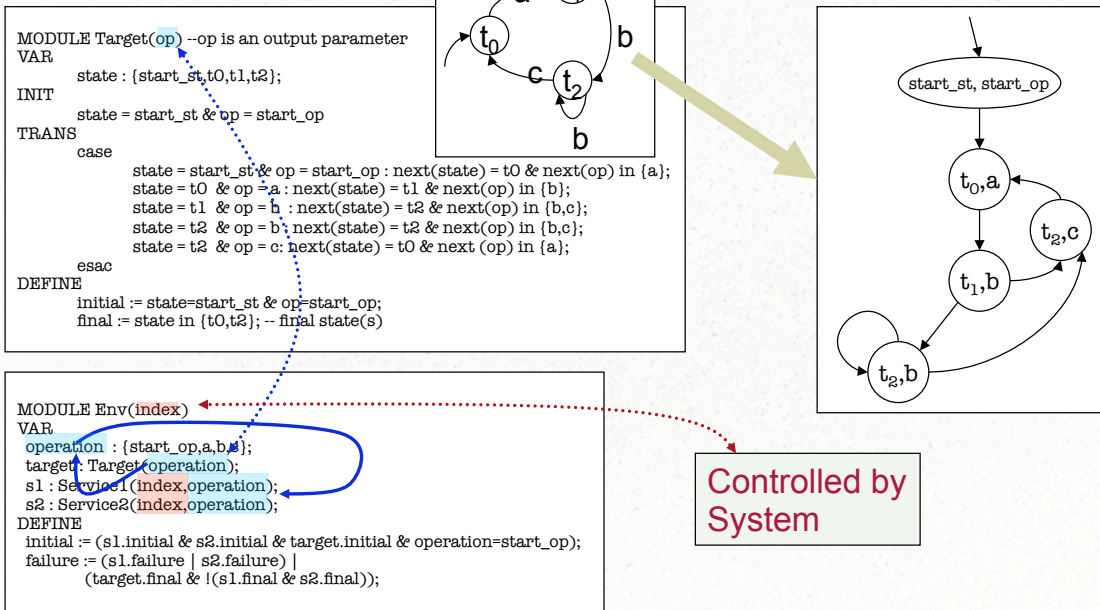 MODULE Target(op) --op is an output parameter
VAR
state : {start_st,t0,t1,t2};
INIT
state = start_st & op = start_op
TRANS
case
state = start_st & op = start_op : next(state) = t0 & next(op) in {a};
state = t0 & op = a : next(state) = t1 & next(op) in {b};
state = t1 & op = b : next(state) = t2 & next(op) in {b,c};
state = t2 & op = b : next(state) = t2 & next(op) in {b,c};
state = t2 & op = c: next(state) = t0 & next (op) in {a};
esac
DEFINE
initial := state=start_st & op=start_op;
final := state in {t0,t2}; -- final state(s)
t0
b
c
t2
b
start_st, start_op
t0,a
t2,c
t1,b
t2,b
MODULE Env(index)
VAR
operation : {start_op,a,b,c};
target : Target(operation);
s1 : Service1(index,operation);
s2 : Service2(index,operation);
DEFINE
initial := (s1.initial & s2.initial & target.initial & operation=start_op);
failure := (s1.failure | s2.failure) |
(target.final & !(s1.final & s2.final));
Controlled by
System